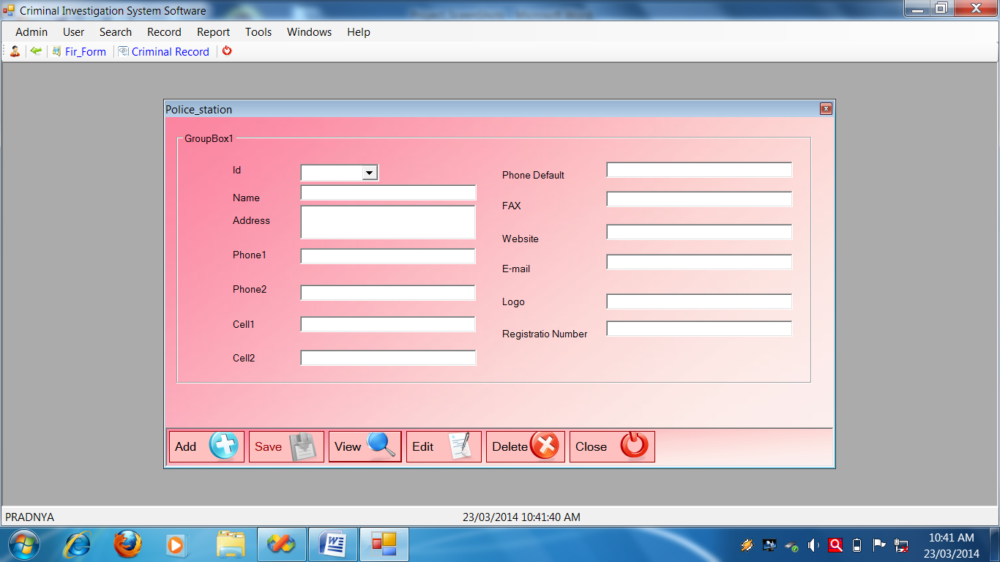 Criminal Investigation System Software
Admin User Search Record Report Tools Windows Help
Fir_Form Criminal Record
Police_station
GroupBox1
Id
Name
Address
Phone1
Phone2
Cell1
Cell2
Phone Default
FAX
Website
E-mail
Logo
Registratio Number
Add Save View Edit Delete Close
PRADNYA 23/03/2014 10:41:40 AM
10:41 AM
23/03/2014